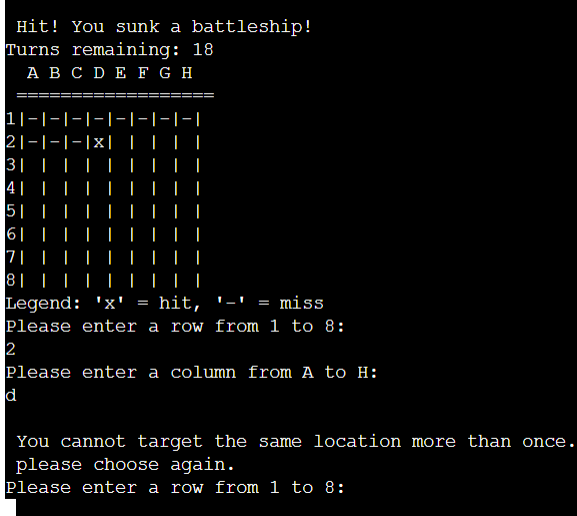 Hit! You sunk a battleship!
Turns remaining: 18
A B C D E F G H
==================
1|-|-|-|-|-|-|-|-|
2|-|-|-|x| | | | |
3| | | | | | | | |
4| | | | | | | | |
5| | | | | | | | |
6| | | | | | | | |
7| | | | | | | | |
8| | | | | | | | |
Legend: 'x' = hit, '-' = miss
Please enter a row from 1 to 8:
2
Please enter a column from A to H:
d
You cannot target the same location more than once.
please choose again.
Please enter a row from 1 to 8: